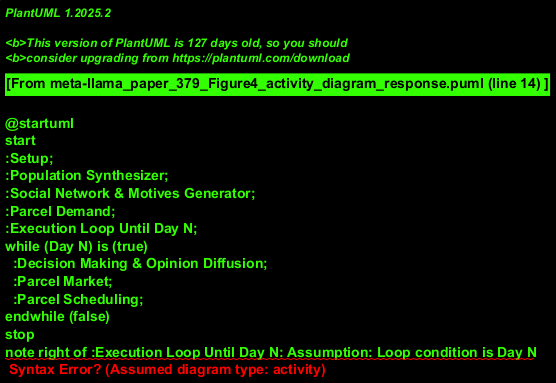 PlantUML 1.2025.2
<b>This version of PlantUML is 127 days old, so you should
<b>consider upgrading from https://plantuml.com/download
[From meta-llama_paper_379_Figure4_activity_diagram_response.puml (line 14) ]
@startuml
start
:Setup;
:Population Synthesizer;
:Social Network & Motives Generator;
:Parcel Demand;
:Execution Loop Until Day N;
while (Day N) is (true)
  :Decision Making & Opinion Diffusion;
  :Parcel Market;
  :Parcel Scheduling;
endwhile (false)
stop
note right of :Execution Loop Until Day N: Assumption: Loop condition is Day N
Syntax Error? (Assumed diagram type: activity)